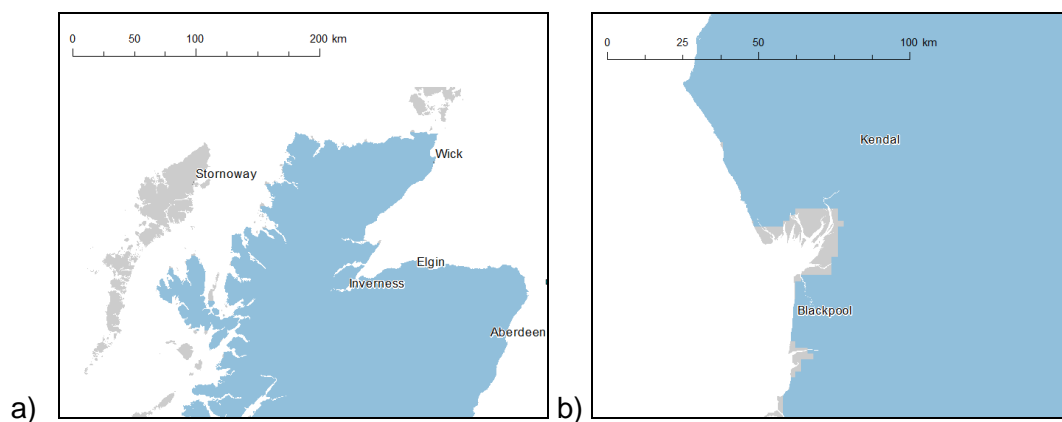 0 50 100 200 km
Stornoway
Wick
Elgin
Inverness
Aberdeen
a)
0 25 50 100 km
Kendal
Blackpool
b)